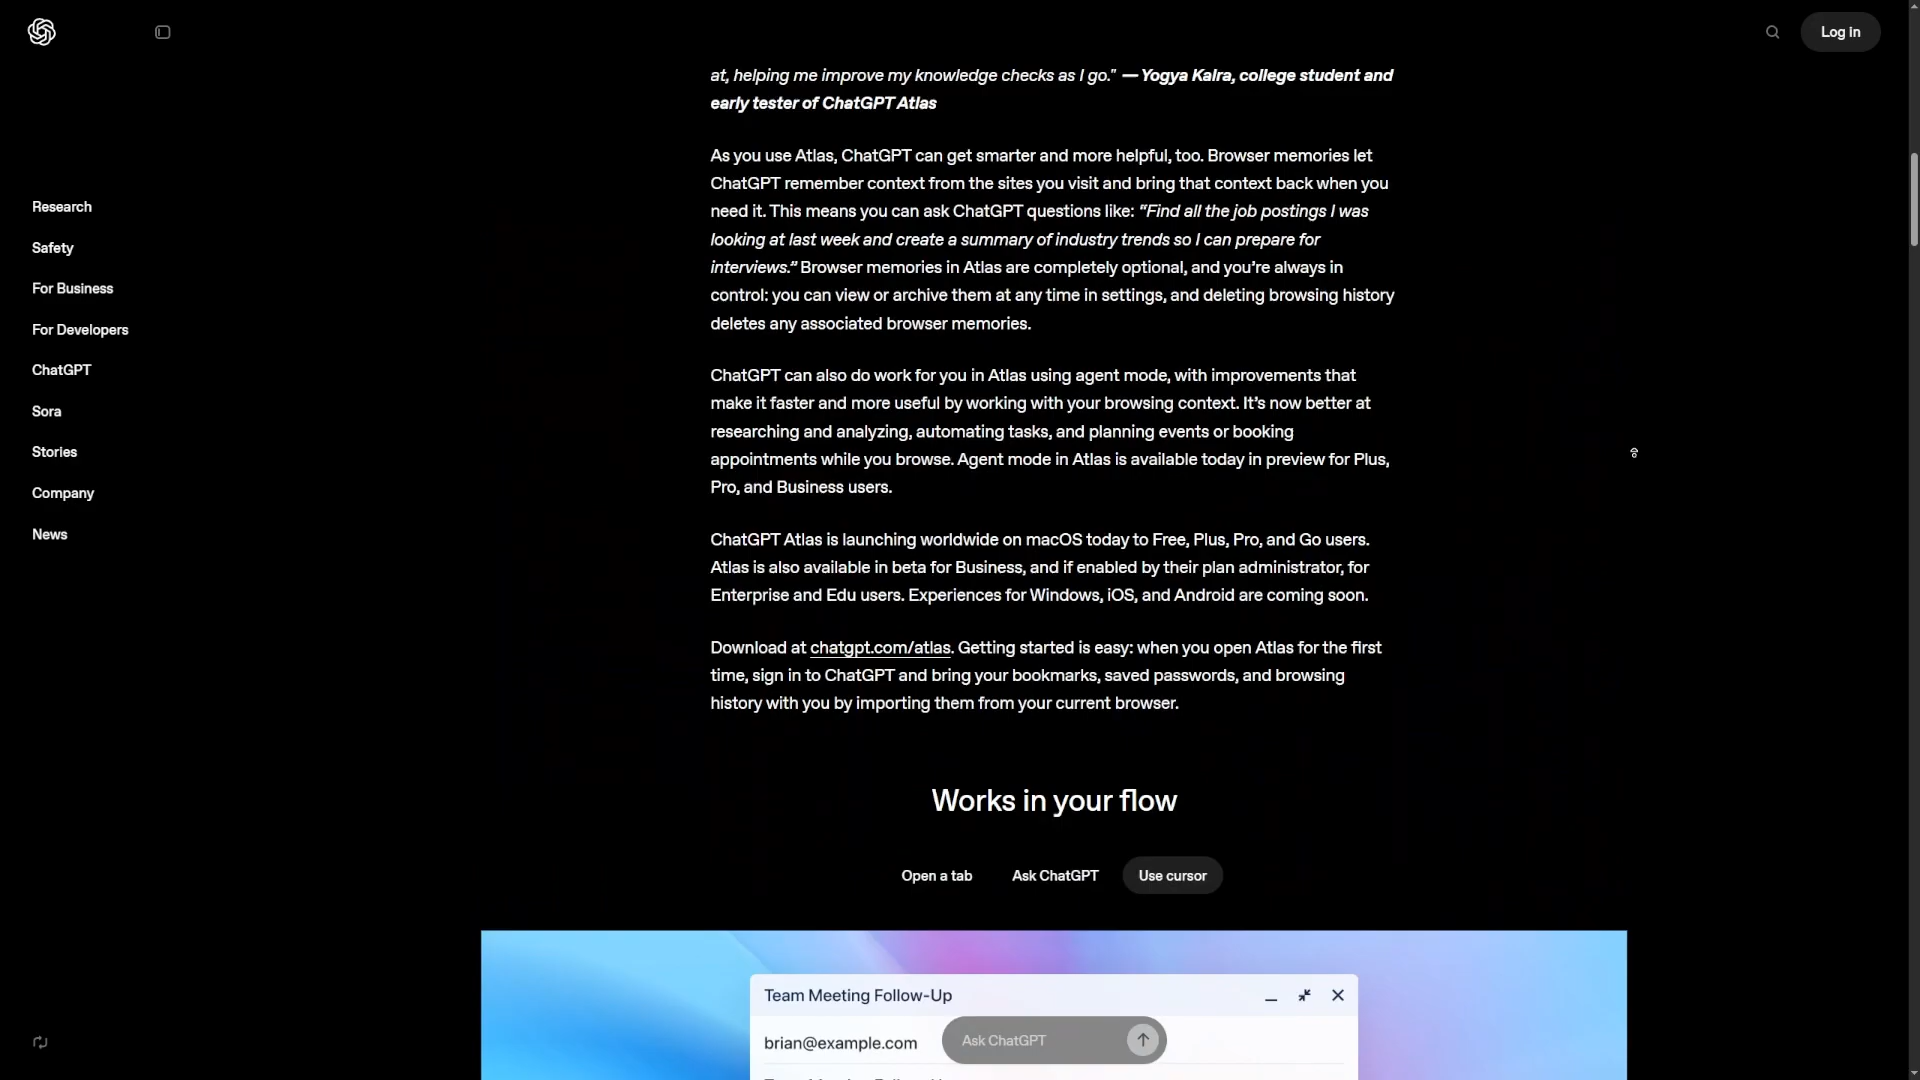 Log in
Research
Safety
For Business
For Developers
ChatGPT
Sora
Stories
Company
News
at, helping me improve my knowledge checks as I go." — Yogya Kalra, college student and
early tester of ChatGPT Atlas
As you use Atlas, ChatGPT can get smarter and more helpful, too. Browser memories let
ChatGPT remember context from the sites you visit and bring that context back when you
need it. This means you can ask ChatGPT questions like: “Find all the job postings I was
looking at last week and create a summary of industry trends so I can prepare for
interviews.” Browser memories in Atlas are completely optional, and you’re always in
control: you can view or archive them at any time in settings, and deleting browsing history
deletes any associated browser memories.
ChatGPT can also do work for you in Atlas using agent mode, with improvements that
make it faster and more useful by working with your browsing context. It’s now better at
researching and analyzing, automating tasks, and planning events or booking
appointments while you browse. Agent mode in Atlas is available today in preview for Plus,
Pro, and Business users.
ChatGPT Atlas is launching worldwide on macOS today to Free, Plus, Pro, and Go users.
Atlas is also available in beta for Business, and if enabled by their plan administrator, for
Enterprise and Edu users. Experiences for Windows, iOS, and Android are coming soon.
Download at chatgpt.com/atlas. Getting started is easy: when you open Atlas for the first
time, sign in to ChatGPT and bring your bookmarks, saved passwords, and browsing
history with you by importing them from your current browser.
Works in your flow
Open a tab
Ask ChatGPT
Use cursor
Team Meeting Follow-Up
brian@example.com
Ask ChatGPT